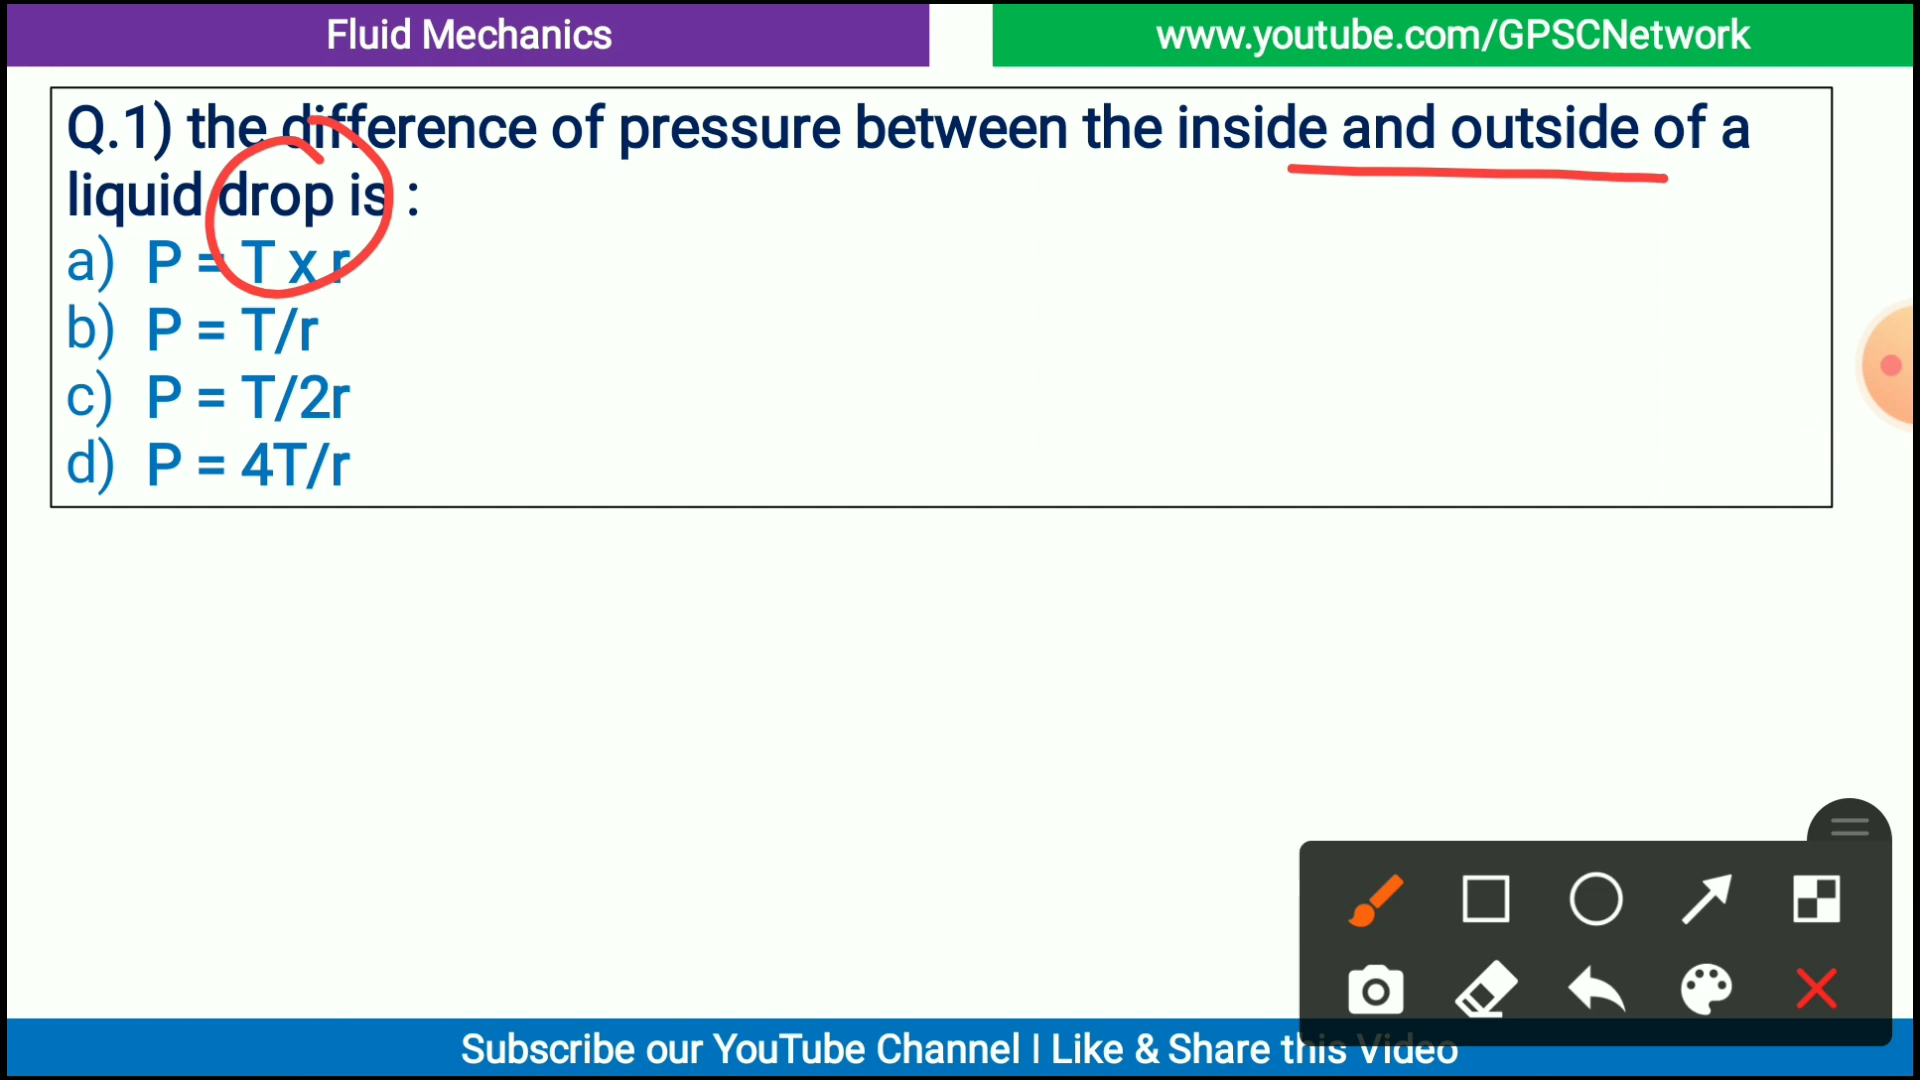 Fluid Mechanics
www.youtube.com/GPSCNetwork
Q.1) the difference of pressure between the inside and outside of a
liquid drop is :
a) P = T x r
b) P = T/r
c) P = T/2r
d) P = 4T/r
Subscribe our YouTube Channel | Like & Share this Video